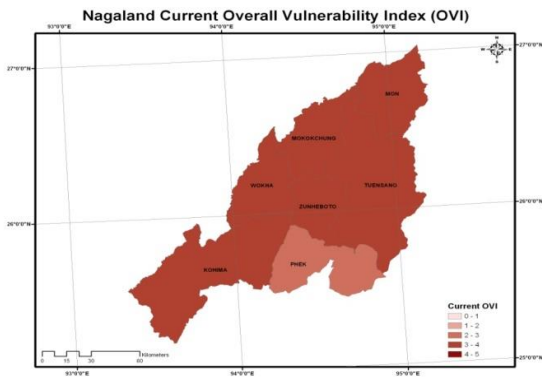 Nagaland Current Overall Vulnerability Index (OVI)
93°0'0"E 94°0'0"E 95°0'0"E
27°0'0"N 27°0'0"N
MON
MOKOKCHUNG
WOKNA TUENSANG
ZUNHEBOTO
26°0'0"N 26°0'0"N
KOHIMA PHEK
Current OVI
0 - 1
1 - 2
2 - 3
3 - 4
4 - 5
Kilometers
0 15 30 60
25°0'0"N
93°0'0"E 94°0'0"E 95°0'0"E